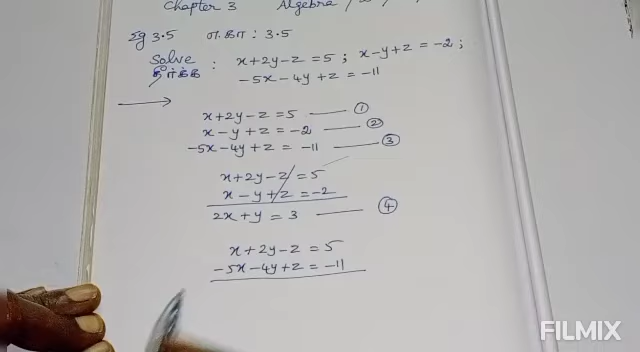 Chapter 3 Algebra
Eg 3.5 எ.கா : 3.5
Solve : x+2y-z = 5 ; x-y+z = -2 ;
தீர்க்க -5x-4y+z = -11
x+2y-z = 5 —— ①
x-y+z = -2 —— ②
-5x-4y+z = -11 —— ③
x+2y-z = 5
x-y+z = -2
2x+y = 3 —— ④
x+2y-z = 5
-5x-4y+z = -11
FILMIX